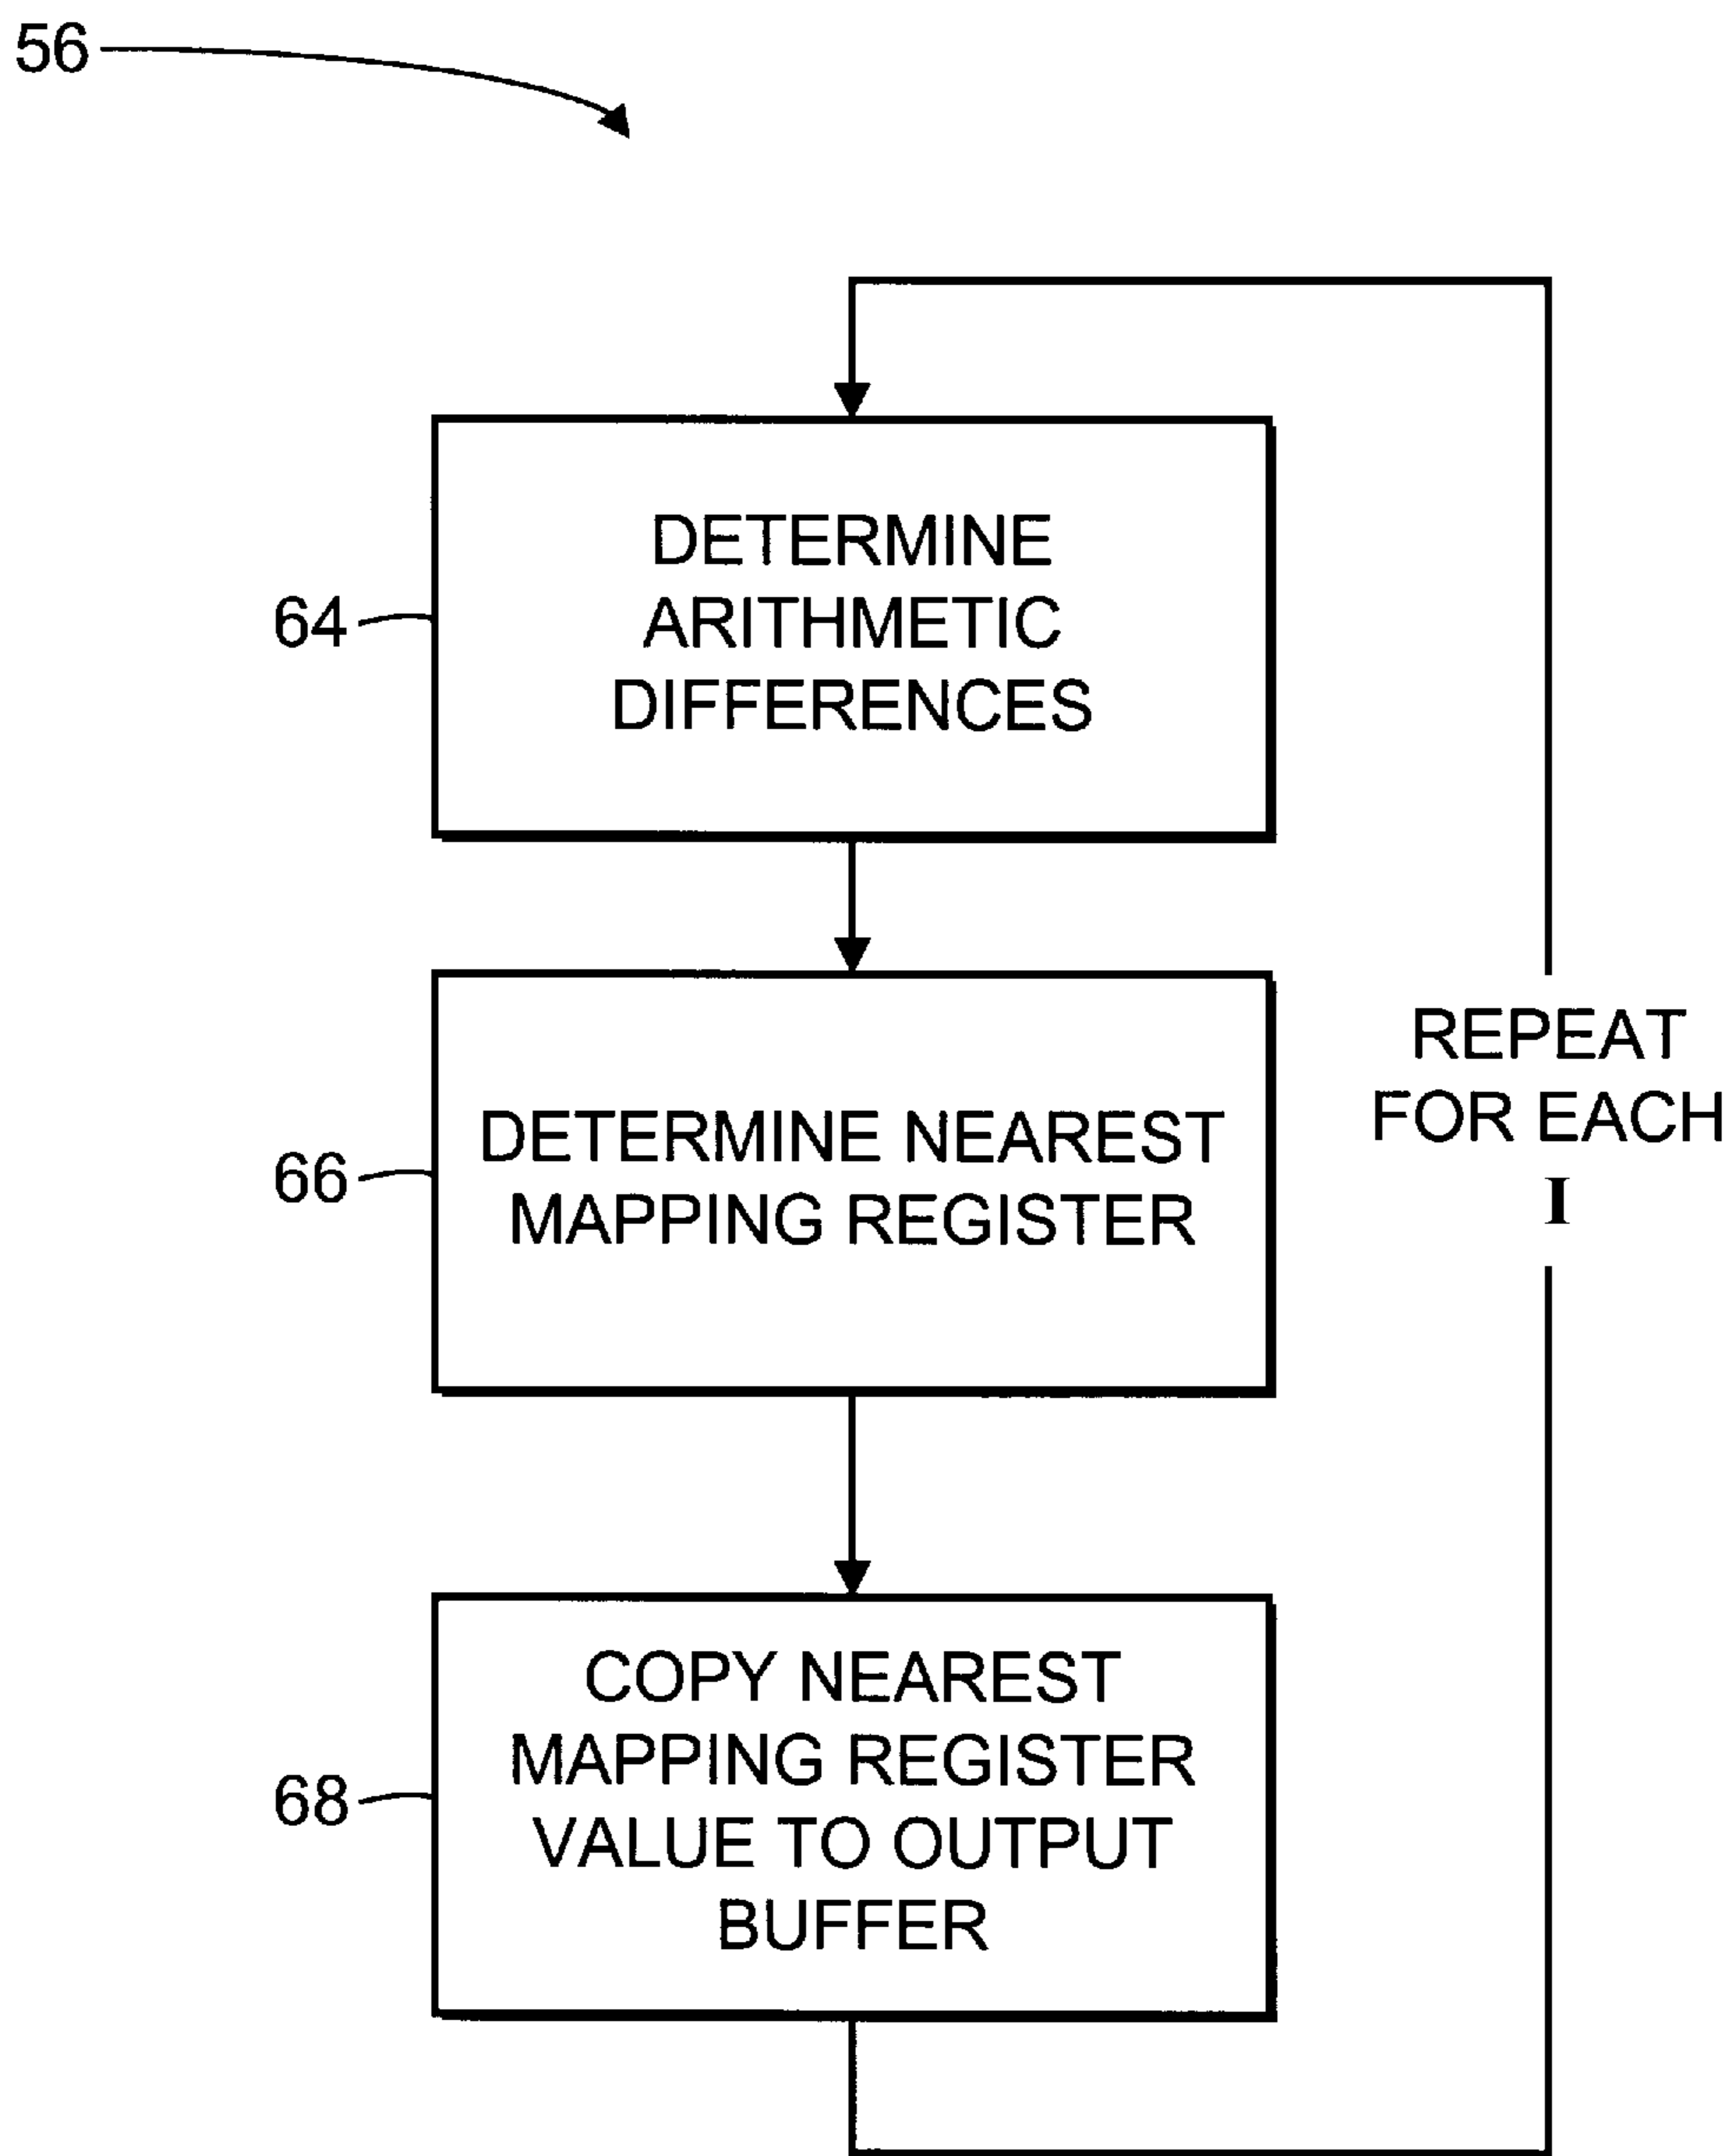 56
64
DETERMINE
ARITHMETIC
DIFFERENCES
REPEAT
FOR EACH
I
66
DETERMINE NEAREST
MAPPING REGISTER
68
COPY NEAREST
MAPPING REGISTER
VALUE TO OUTPUT
BUFFER